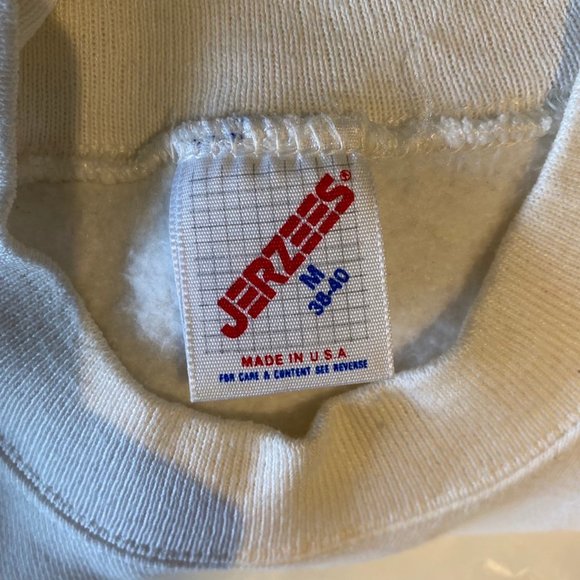 JERZEES®
M
38-40
MADE IN U.S.A
FOR CARE & CONTENT SEE REVERSE